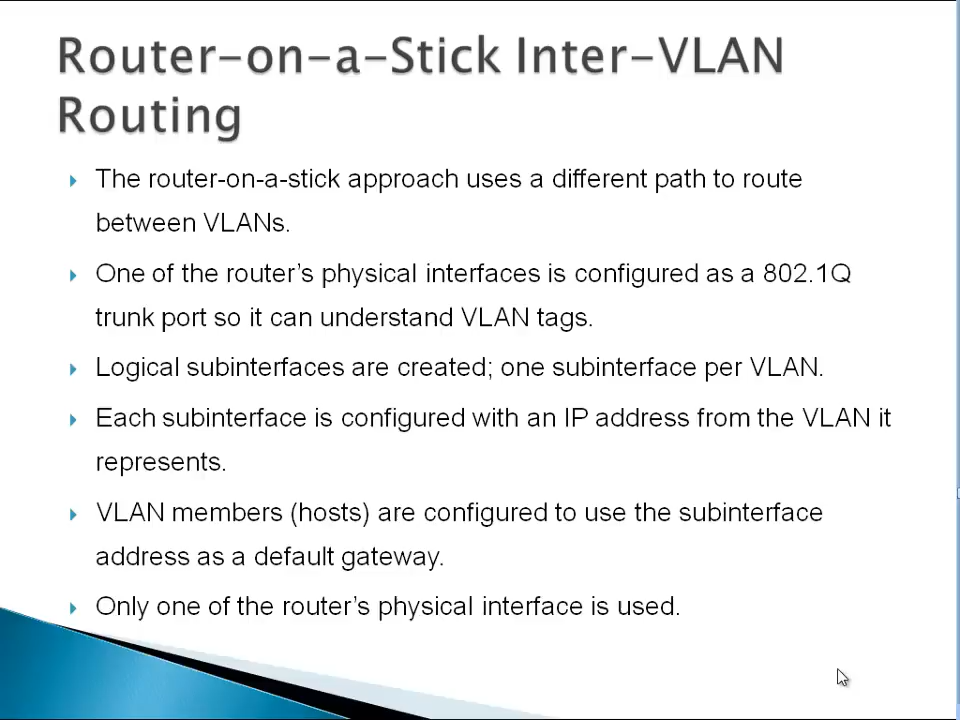 Router-on-a-Stick Inter-VLAN
Routing
The router-on-a-stick approach uses a different path to route
between VLANs.
One of the router’s physical interfaces is configured as a 802.1Q
trunk port so it can understand VLAN tags.
Logical subinterfaces are created; one subinterface per VLAN.
Each subinterface is configured with an IP address from the VLAN it
represents.
VLAN members (hosts) are configured to use the subinterface
address as a default gateway.
Only one of the router’s physical interface is used.